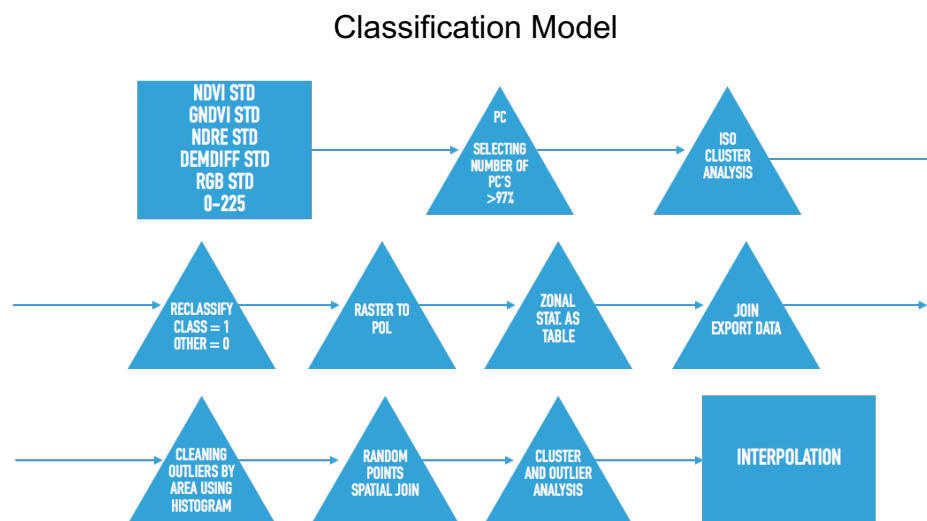 Classification Model
NDVI STD
GNDVI STD
NDRE STD
DEMDIFF STD
RGB STD
0-225
PC
SELECTING
NUMBER OF
PC´S
>97%
ISO
CLUSTER
ANALYSIS
RECLASSIFY
CLASS = 1
OTHER = 0
RASTER TO
POL
ZONAL
STAT. AS
TABLE
JOIN
EXPORT DATA
CLEANING
OUTLIERS BY
AREA USING
HISTOGRAM
RANDOM
POINTS
SPATIAL JOIN
CLUSTER
AND OUTLIER
ANALYSIS
INTERPOLATION